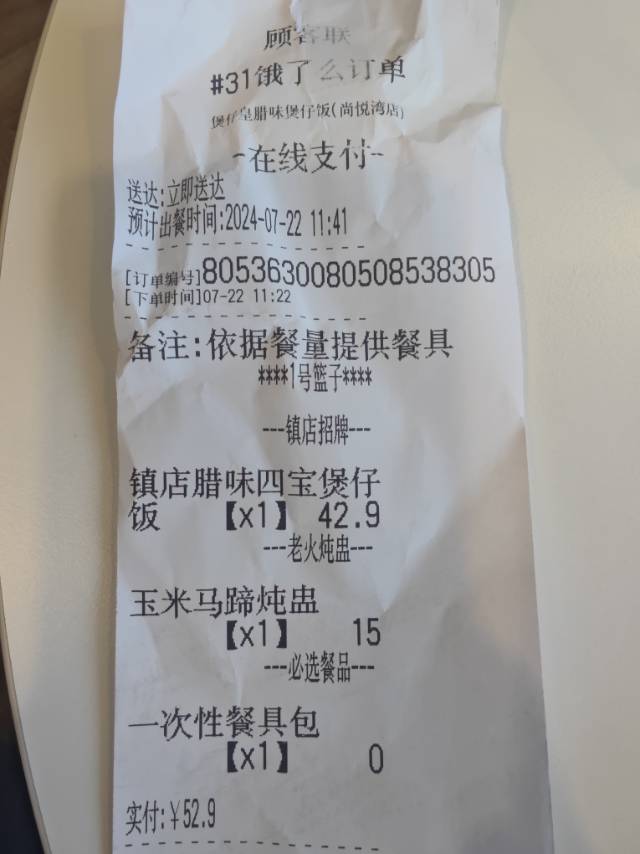 顾客联
#31饿了么订单
煲仔皇腊味煲仔饭(尚悦湾店)
-在线支付-
送达:立即送达
预计出餐时间:2024-07-22 11:41
[订单编号]8053630080508538305
[下单时间]07-22 11:22
备注:依据餐量提供餐具
****1号篮子****
---镇店招牌---
镇店腊味四宝煲仔
饭 【x1】 42.9
---老火炖盅---
玉米马蹄炖盅
【x1】 15
---必选餐品---
一次性餐具包
【x1】 0
实付:¥52.9